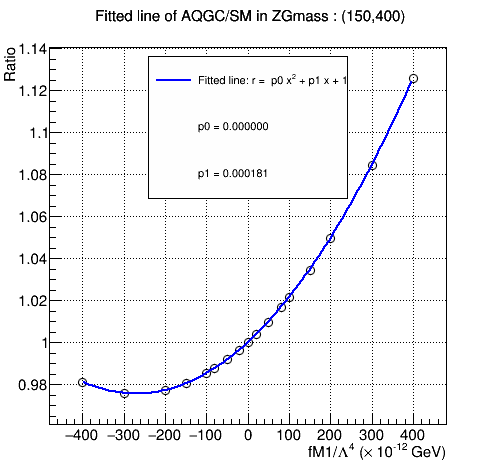 Fitted line of AQGC/SM in ZGmass : (150,400)
Ratio
1.14
1.12
1.1
1.08
1.06
1.04
1.02
1
0.98
Fitted line: r = p0 x² + p1 x + 1
p0 = 0.000000
p1 = 0.000181
−400 −300 −200 −100 0 100 200 300 400
fM1/Λ⁴ (× 10⁻¹² GeV)